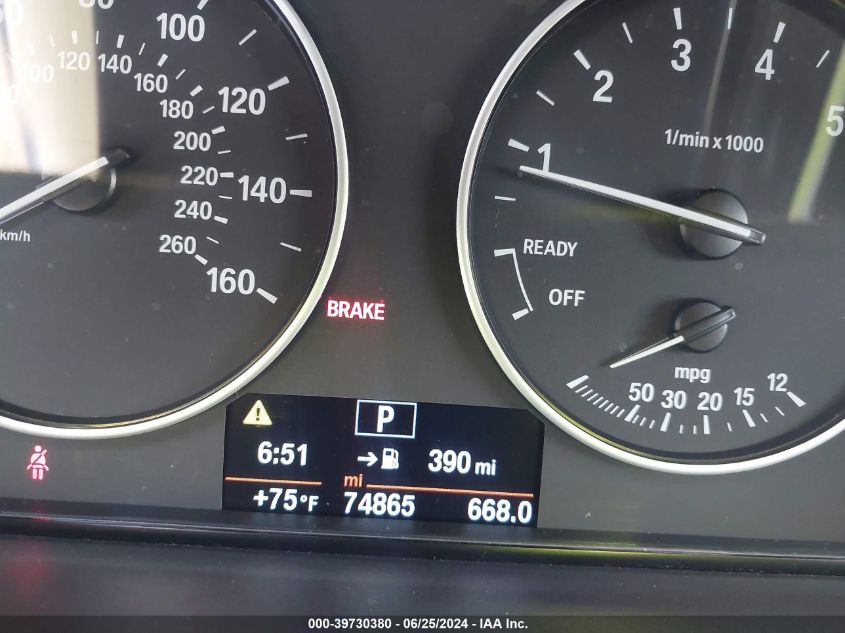 80
100
120
140
160
100
120
140
160
180
200
220
240
260
km/h
BRAKE
1
2
3
4
5
1/min x 1000
READY
OFF
mpg
50 30 20 15 12
P
6:51 390 mi
mi
+75°F 74865 668.0
000-39730380 - 06/25/2024 - IAA Inc.